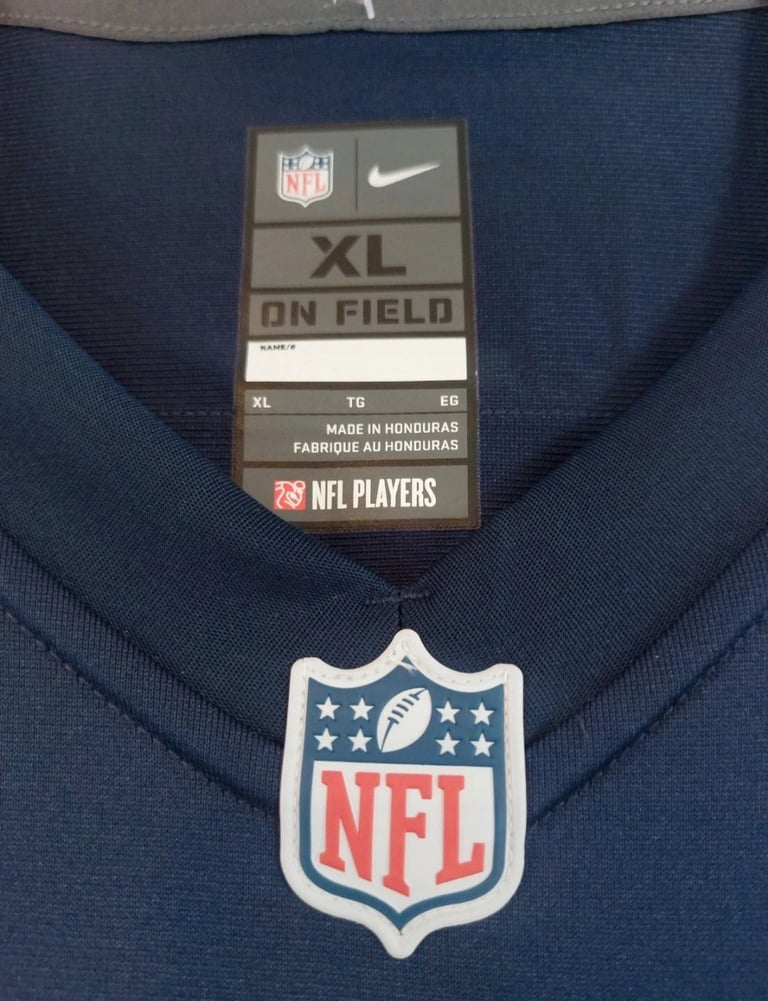 NFL
XL
ON FIELD
NAME/#
XL TG EG
MADE IN HONDURAS
FABRIQUE AU HONDURAS
NFL PLAYERS
NFL